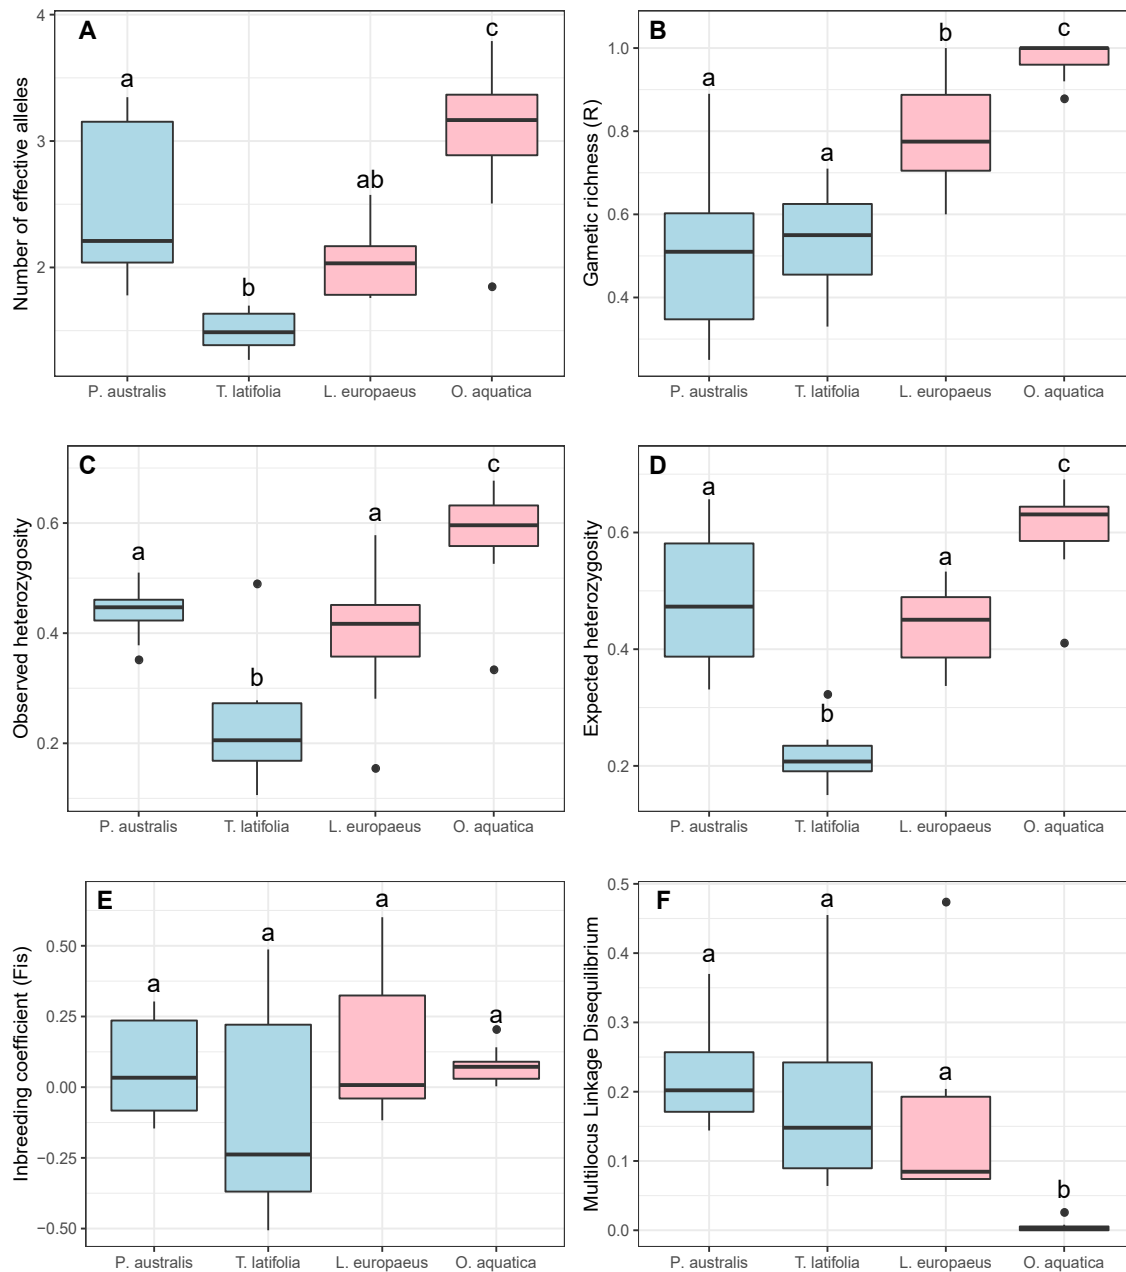 A
Number of effective alleles
4
3
2
a
b
ab
c
P. australis
T. latifolia
L. europaeus
O. aquatica
B
Gametic richness (R)
1.0
0.8
0.6
0.4
a
a
b
c
P. australis
T. latifolia
L. europaeus
O. aquatica
C
Observed heterozygosity
0.6
0.4
0.2
a
b
a
c
P. australis
T. latifolia
L. europaeus
O. aquatica
D
Expected heterozygosity
0.6
0.4
0.2
a
b
a
c
P. australis
T. latifolia
L. europaeus
O. aquatica
E
Inbreeding coefficient (Fis)
0.50
0.25
0.00
−0.25
−0.50
a
a
a
a
P. australis
T. latifolia
L. europaeus
O. aquatica
F
Multilocus Linkage Disequilibrium
0.5
0.4
0.3
0.2
0.1
0.0
a
a
a
b
P. australis
T. latifolia
L. europaeus
O. aquatica